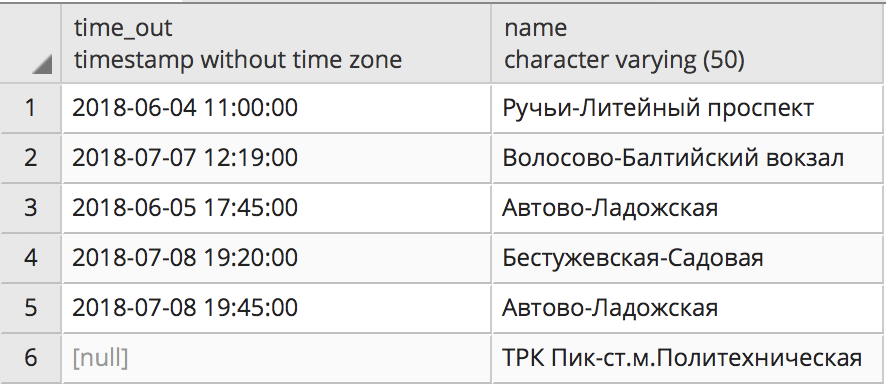 time_out name
timestamp without time zone character varying (50)
1 2018-06-04 11:00:00 Ручьи-Литейный проспект
2 2018-07-07 12:19:00 Волосово-Балтийский вокзал
3 2018-06-05 17:45:00 Автово-Ладожская
4 2018-07-08 19:20:00 Бестужевская-Садовая
5 2018-07-08 19:45:00 Автово-Ладожская
6 [null] ТРК Пик-ст.м.Политехническая